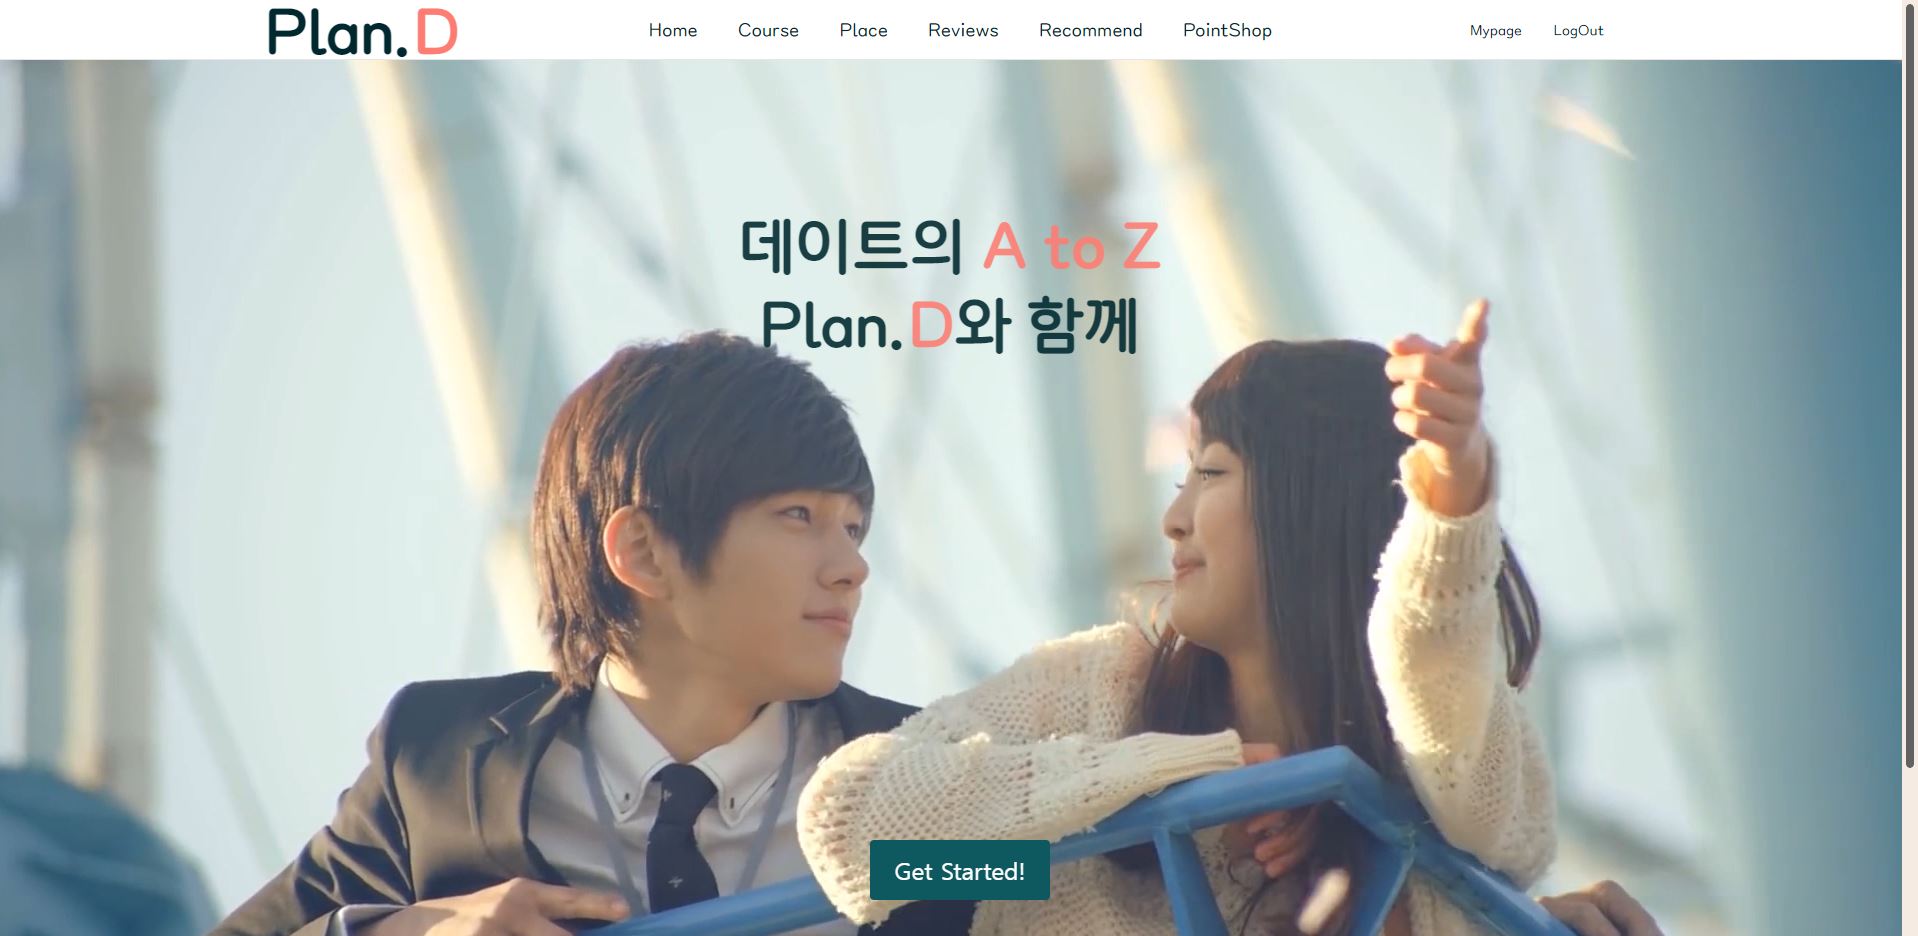 Plan.D
Home Course Place Reviews Recommend PointShop Mypage LogOut
데이트의 A to Z
Plan.D와 함께
Get Started!